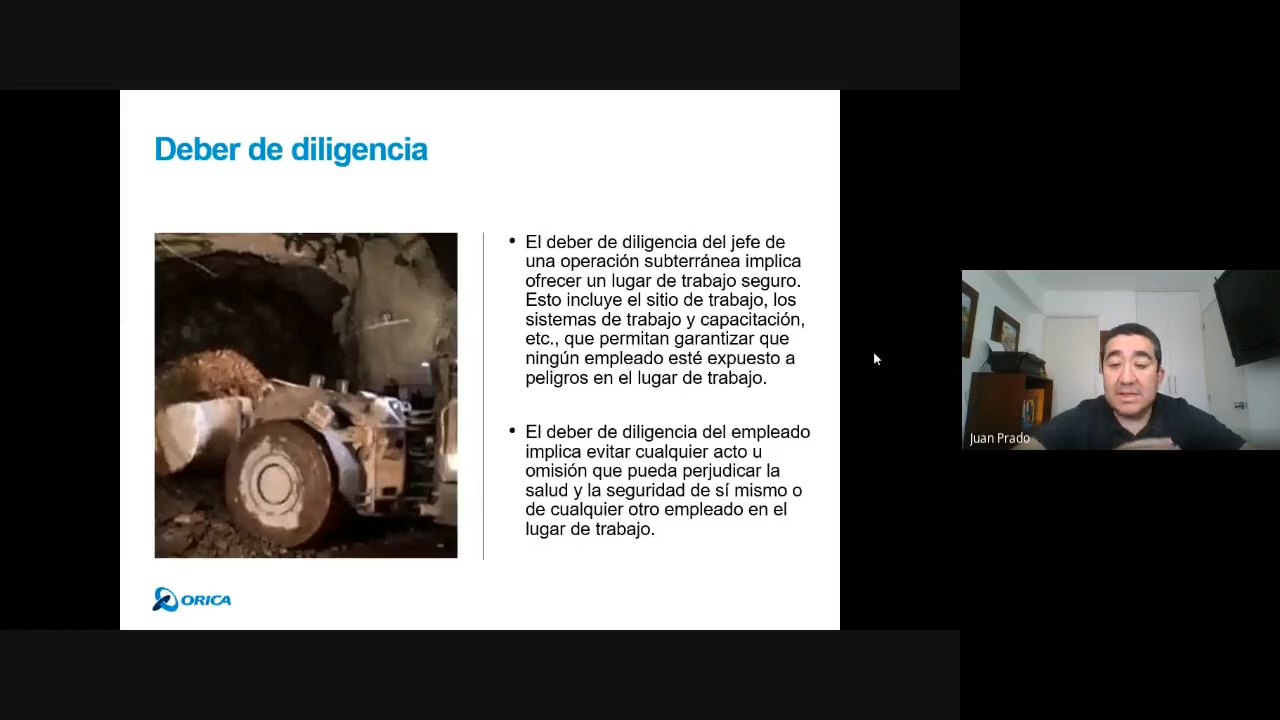 Deber de diligencia
• El deber de diligencia del jefe de
una operación subterránea implica
ofrecer un lugar de trabajo seguro.
Esto incluye el sitio de trabajo, los
sistemas de trabajo y capacitación,
etc., que permitan garantizar que
ningún empleado esté expuesto a
peligros en el lugar de trabajo.
• El deber de diligencia del empleado
implica evitar cualquier acto u
omisión que pueda perjudicar la
salud y la seguridad de sí mismo o
de cualquier otro empleado en el
lugar de trabajo.
ORICA
Juan Prado